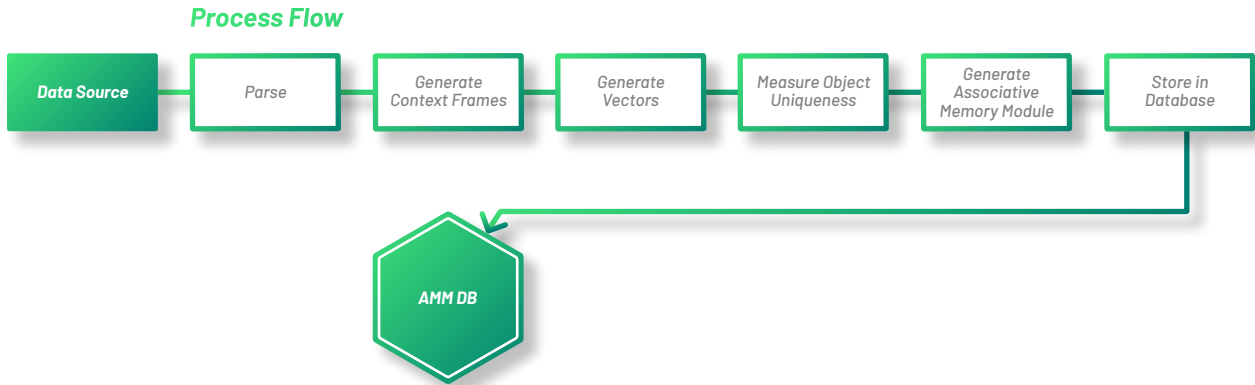 Process Flow
Data Source
Parse
Generate
Context Frames
Generate
Vectors
Measure Object
Uniqueness
Generate
Associative
Memory Module
Store in
Database
AMM DB